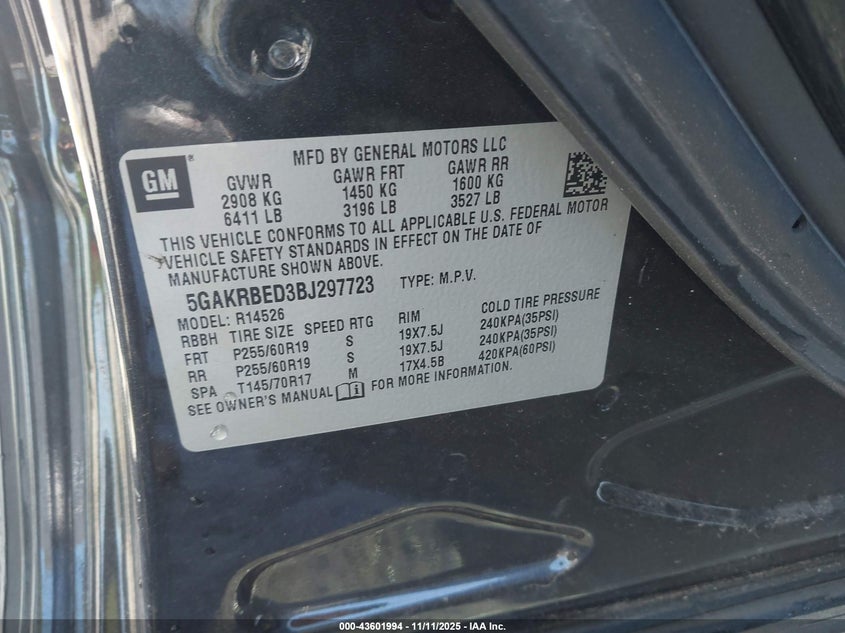 GM
®
MFD BY GENERAL MOTORS LLC
GVWR GAWR FRT GAWR RR
2908 KG 1450 KG 1600 KG
6411 LB 3196 LB 3527 LB
THIS VEHICLE CONFORMS TO ALL APPLICABLE U.S. FEDERAL MOTOR
VEHICLE SAFETY STANDARDS IN EFFECT ON THE DATE OF
MANUFACTURE SHOWN ABOVE.
5GAKRBED3BJ297723 TYPE: M.P.V.
MODEL: R14526
RBBH TIRE SIZE SPEED RTG RIM COLD TIRE PRESSURE
FRT P255/60R19 S 19X7.5J 240KPA(35PSI)
RR P255/60R19 S 19X7.5J 240KPA(35PSI)
SPA T145/70R17 M 17X4.5B 420KPA(60PSI)
SEE OWNER'S MANUAL i FOR MORE INFORMATION.
000-43601994 - 11/11/2025 - IAA Inc.